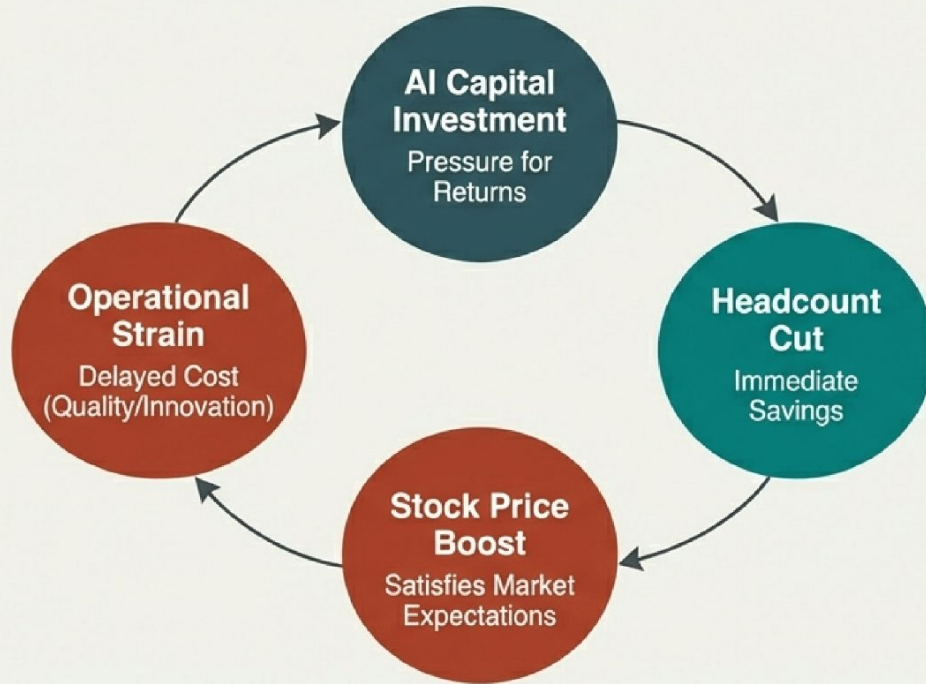 AI Capital
Investment
Pressure for
Returns
Headcount
Cut
Immediate
Savings
Stock Price
Boost
Satisfies Market
Expectations
Operational
Strain
Delayed Cost
(Quality/Innovation)